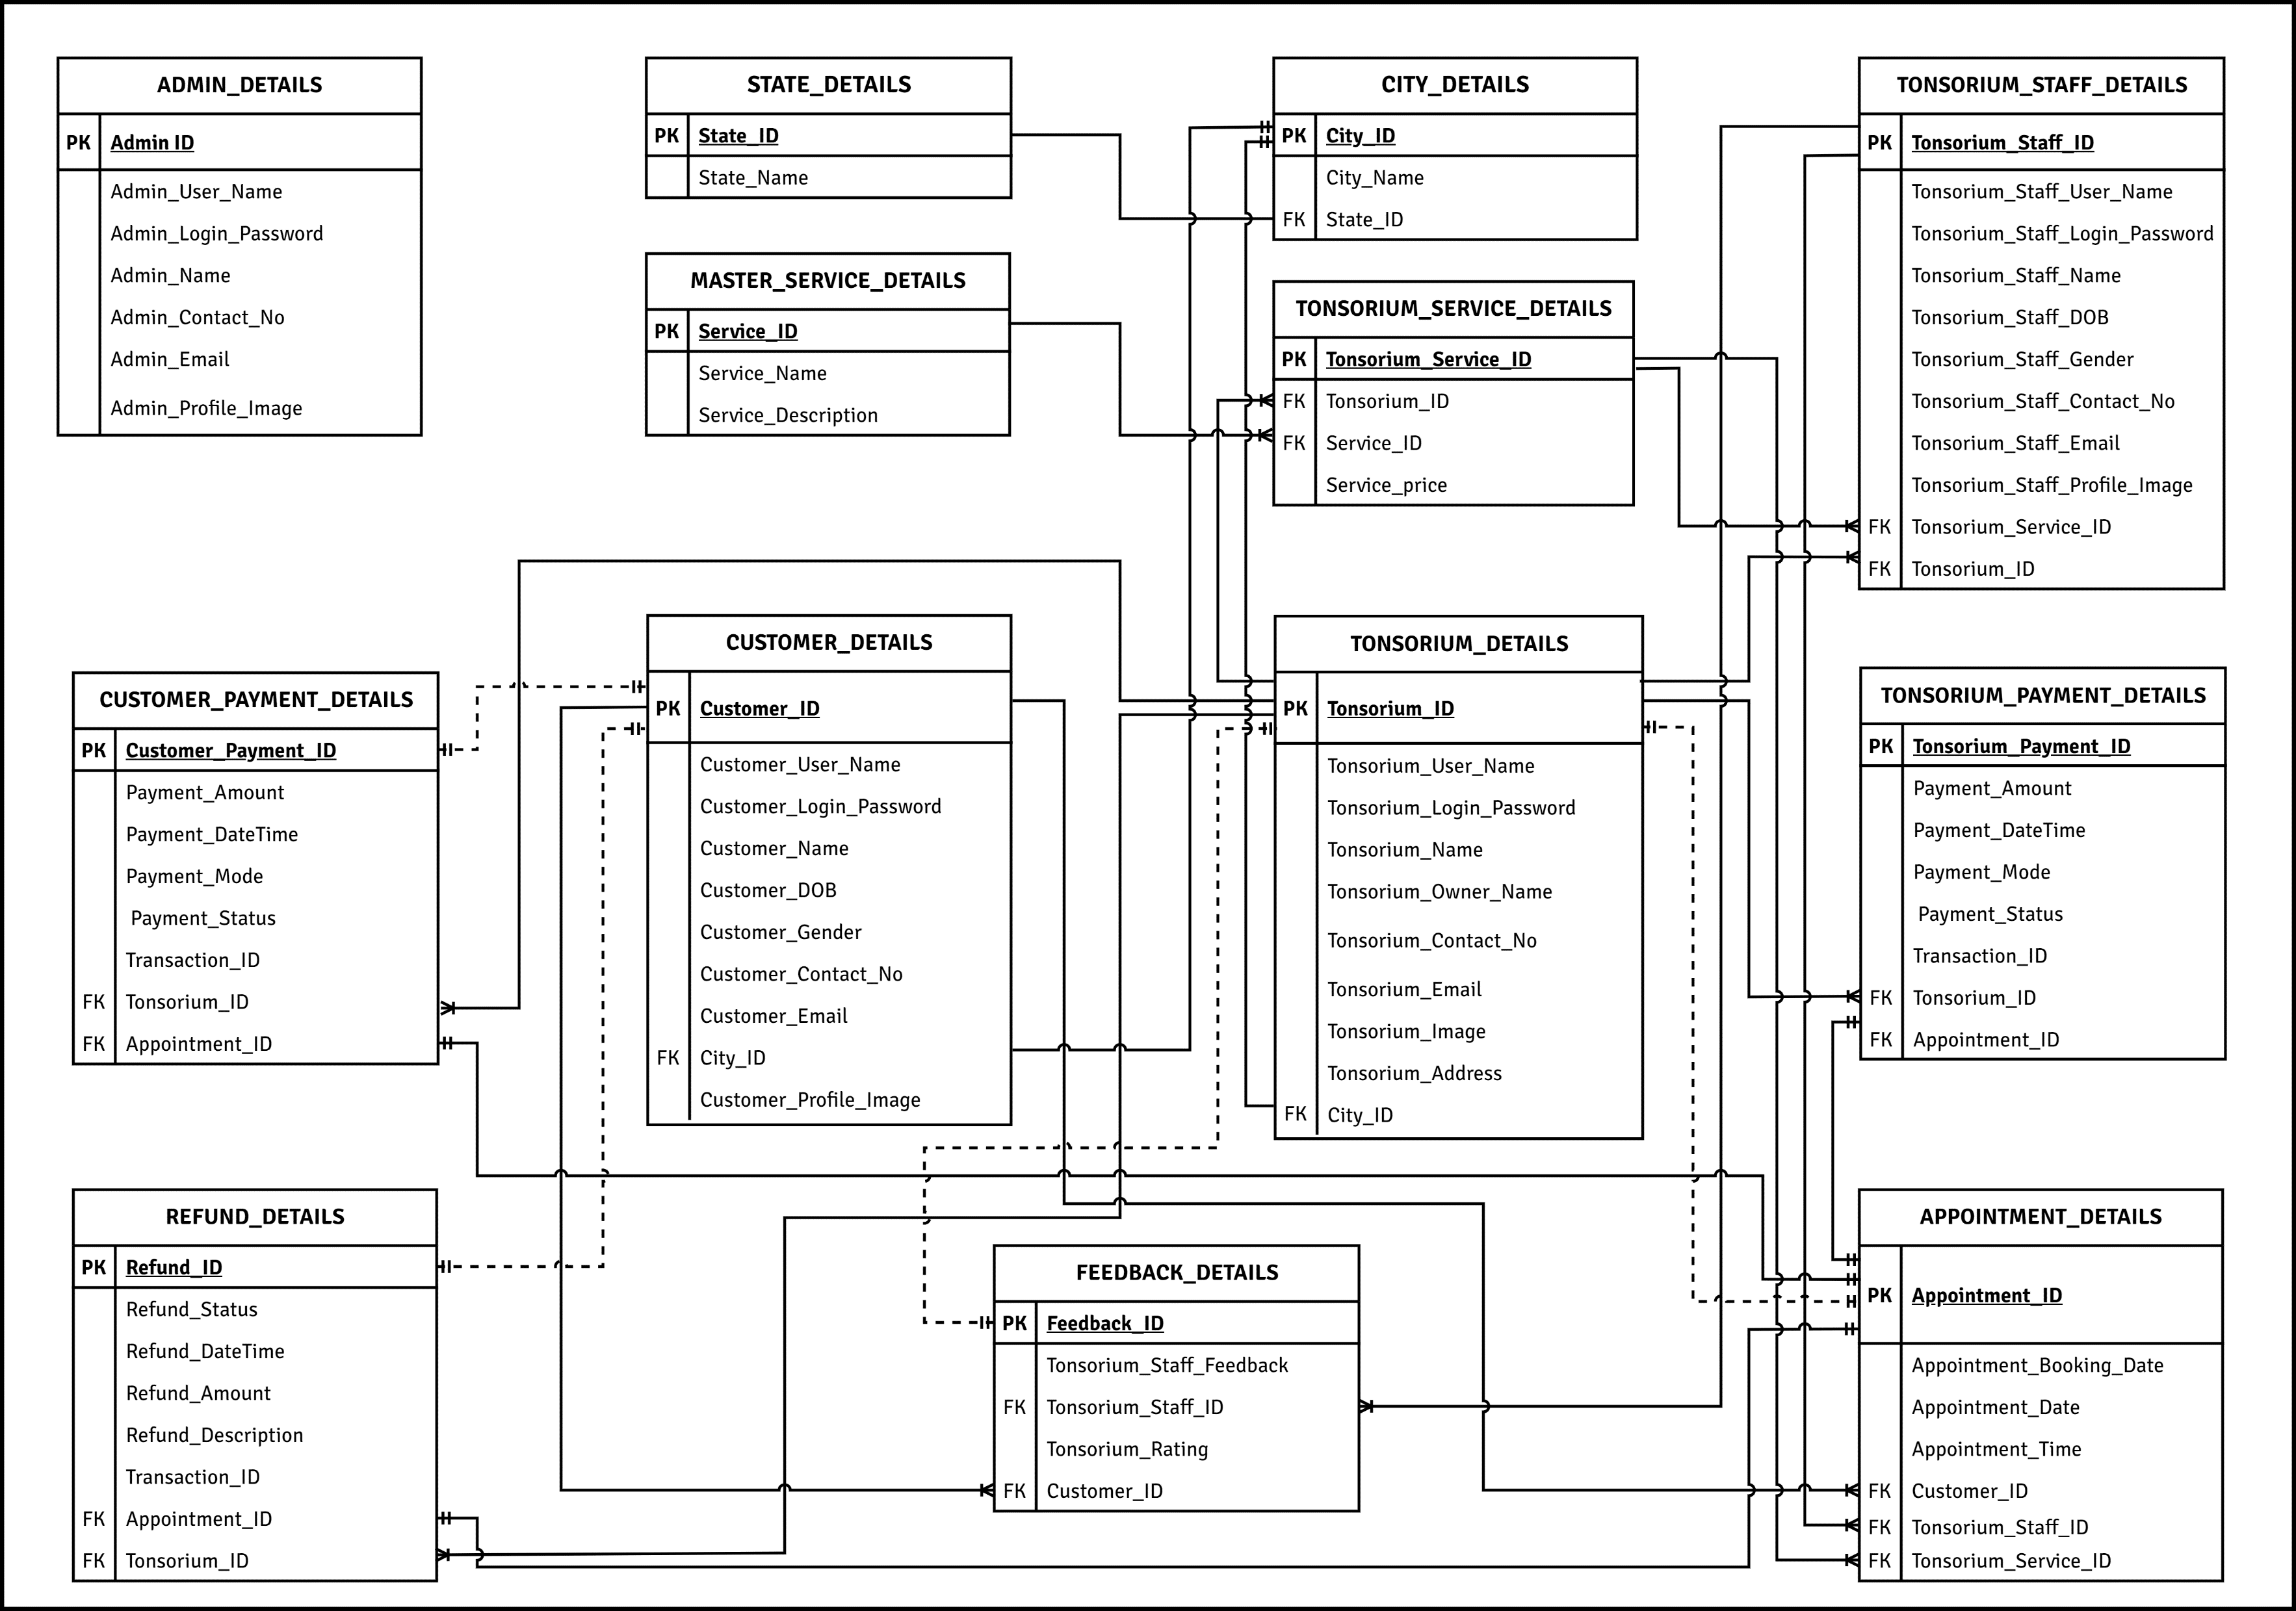 ADMIN_DETAILS
PK Admin ID
Admin_User_Name
Admin_Login_Password
Admin_Name
Admin_Contact_No
Admin_Email
Admin_Profile_Image
STATE_DETAILS
PK State_ID
State_Name
CITY_DETAILS
PK City_ID
City_Name
FK State_ID
TONSORIUM_STAFF_DETAILS
PK Tonsorium_Staff_ID
Tonsorium_Staff_User_Name
Tonsorium_Staff_Login_Password
Tonsorium_Staff_Name
Tonsorium_Staff_DOB
Tonsorium_Staff_Gender
Tonsorium_Staff_Contact_No
Tonsorium_Staff_Email
Tonsorium_Staff_Profile_Image
FK Tonsorium_Service_ID
FK Tonsorium_ID
MASTER_SERVICE_DETAILS
PK Service_ID
Service_Name
Service_Description
TONSORIUM_SERVICE_DETAILS
PK Tonsorium_Service_ID
FK Tonsorium_ID
FK Service_ID
Service_price
CUSTOMER_PAYMENT_DETAILS
PK Customer_Payment_ID
Payment_Amount
Payment_DateTime
Payment_Mode
Payment_Status
Transaction_ID
FK Tonsorium_ID
FK Appointment_ID
CUSTOMER_DETAILS
PK Customer_ID
Customer_User_Name
Customer_Login_Password
Customer_Name
Customer_DOB
Customer_Gender
Customer_Contact_No
Customer_Email
FK City_ID
Customer_Profile_Image
TONSORIUM_DETAILS
PK Tonsorium_ID
Tonsorium_User_Name
Tonsorium_Login_Password
Tonsorium_Name
Tonsorium_Owner_Name
Tonsorium_Contact_No
Tonsorium_Email
Tonsorium_Image
Tonsorium_Address
FK City_ID
TONSORIUM_PAYMENT_DETAILS
PK Tonsorium_Payment_ID
Payment_Amount
Payment_DateTime
Payment_Mode
Payment_Status
Transaction_ID
FK Tonsorium_ID
FK Appointment_ID
REFUND_DETAILS
PK Refund_ID
Refund_Status
Refund_DateTime
Refund_Amount
Refund_Description
Transaction_ID
FK Appointment_ID
FK Tonsorium_ID
FEEDBACK_DETAILS
PK Feedback_ID
Tonsorium_Staff_Feedback
FK Tonsorium_Staff_ID
Tonsorium_Rating
FK Customer_ID
APPOINTMENT_DETAILS
PK Appointment_ID
Appointment_Booking_Date
Appointment_Date
Appointment_Time
FK Customer_ID
FK Tonsorium_Staff_ID
FK Tonsorium_Service_ID